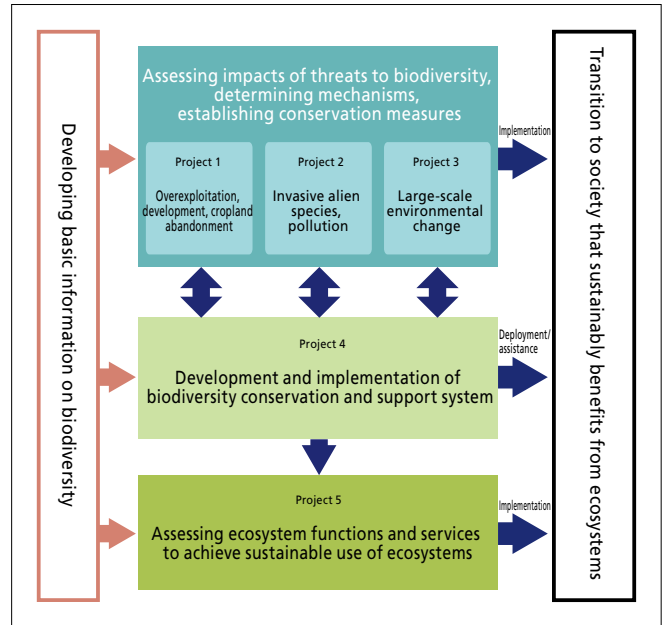 Developing basic information on biodiversity
Assessing impacts of threats to biodiversity,
determining mechanisms,
establishing conservation measures
Project 1
Overexploitation,
development, cropland
abandonment
Project 2
Invasive alien
species,
pollution
Project 3
Large-scale
environmental
change
Implementation
Project 4
Development and implementation of
biodiversity conservation and support system
Deployment/
assistance
Project 5
Assessing ecosystem functions and services
to achieve sustainable use of ecosystems
Implementation
Transition to society that sustainably benefits from ecosystems